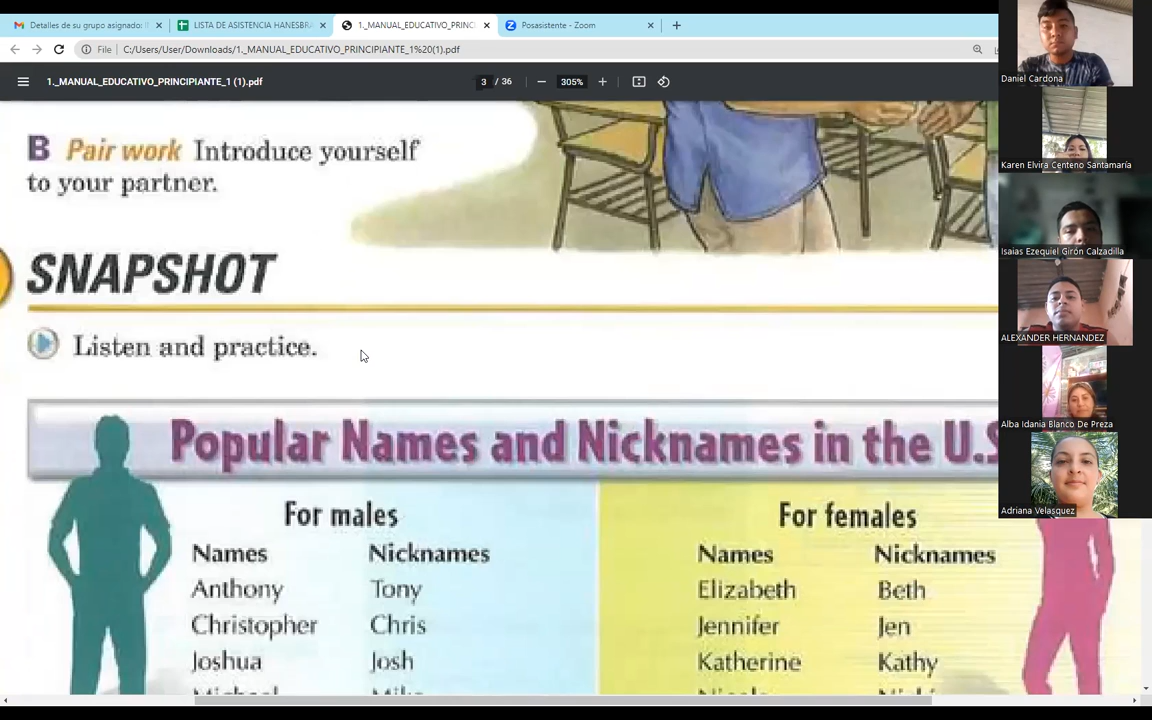 Detalles de su grupo asignado:
LISTA DE ASISTENCIA HANESBRA
1._MANUAL_EDUCATIVO_PRINCI
Posasistente - Zoom
File
C:/Users/User/Downloads/1._MANUAL_EDUCATIVO_PRINCIPIANTE_1%20(1).pdf
1._MANUAL_EDUCATIVO_PRINCIPIANTE_1 (1).pdf
3 / 36
305%
B Pair work Introduce yourself
to your partner.
SNAPSHOT
Listen and practice.
Popular Names and Nicknames in the U.S
For males
For females
Names Nicknames
Names Nicknames
Anthony Tony
Elizabeth Beth
Christopher Chris
Jennifer Jen
Joshua Josh
Katherine Kathy
Daniel Cardona
Karen Elvira Centeno Santamaría
Isaias Ezequiel Girón Calzadilla
ALEXANDER HERNANDEZ
Alba Idania Blanco De Preza
Adriana Velasquez